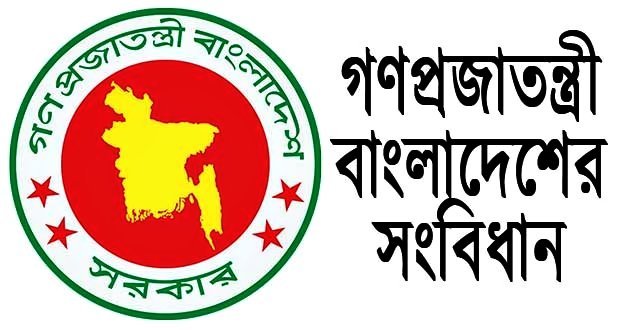 গণপ্রজাতন্ত্রী বাংলাদেশ
সরকার
গণপ্রজাতন্ত্রী
বাংলাদেশের
সংবিধান